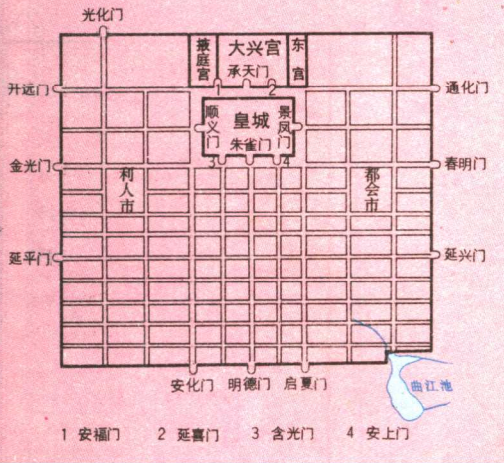 光化门
掖庭宫
大兴宫
东宫
承天门
1
2
开远门
通化门
顺义门
皇城
景凤门
朱雀门
3
4
金光门
春明门
利人市
都会市
延平门
延兴门
安化门
明德门
启夏门
曲江池
1 安福门 2 延喜门 3 含光门 4 安上门